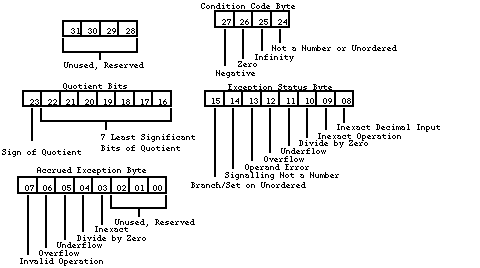 Condition Code Byte
31 30 29 28
27 26 25 24
Not a Number or Unordered
Infinity
Zero
Negative
Unused, Reserved
Quotient Bits
23 22 21 20 19 18 17 16
7 Least Significant
Bits of Quotient
Sign of Quotient
Exception Status Byte
15 14 13 12 11 10 09 08
Inexact Decimal Input
Inexact Operation
Divide by Zero
Underflow
Overflow
Operand Error
Signalling Not a Number
Branch/Set on Unordered
Accrued Exception Byte
07 06 05 04 03 02 01 00
Unused, Reserved
Inexact
Divide by Zero
Underflow
Overflow
Invalid Operation